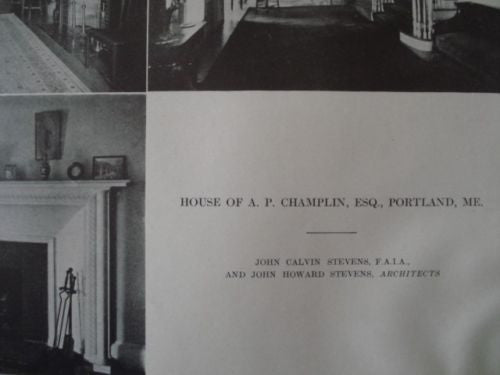 HOUSE OF A. P. CHAMPLIN, ESQ., PORTLAND, ME.
JOHN CALVIN STEVENS, F.A.I.A.,
AND JOHN HOWARD STEVENS, ARCHITECTS